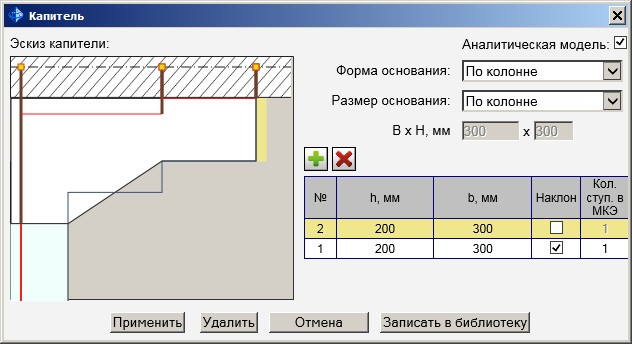 Капитель
Эскиз капители:
Аналитическая модель:
Форма основания: По колонне
Размер основания: По колонне
В x Н, мм 300 x 300
№ h, мм b, мм Наклон Кол. ступ. в МКЭ
2 200 300 1
1 200 300 1
Применить Удалить Отмена Записать в библиотеку